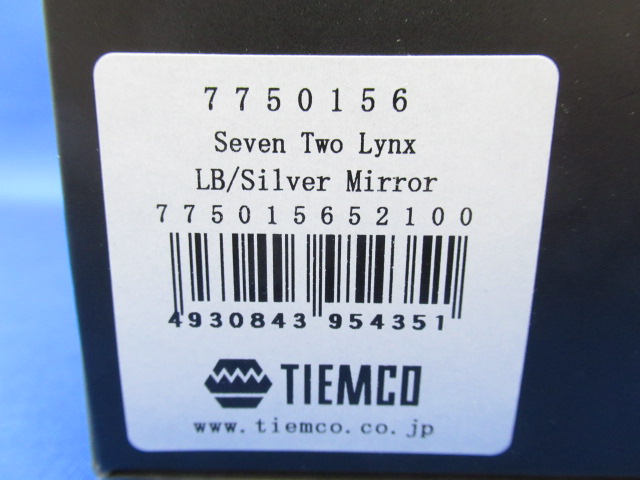 7750156
Seven Two Lynx
LB/Silver Mirror
775015652100
4930843 954351
TIEMCO
www.tiemco.co.jp